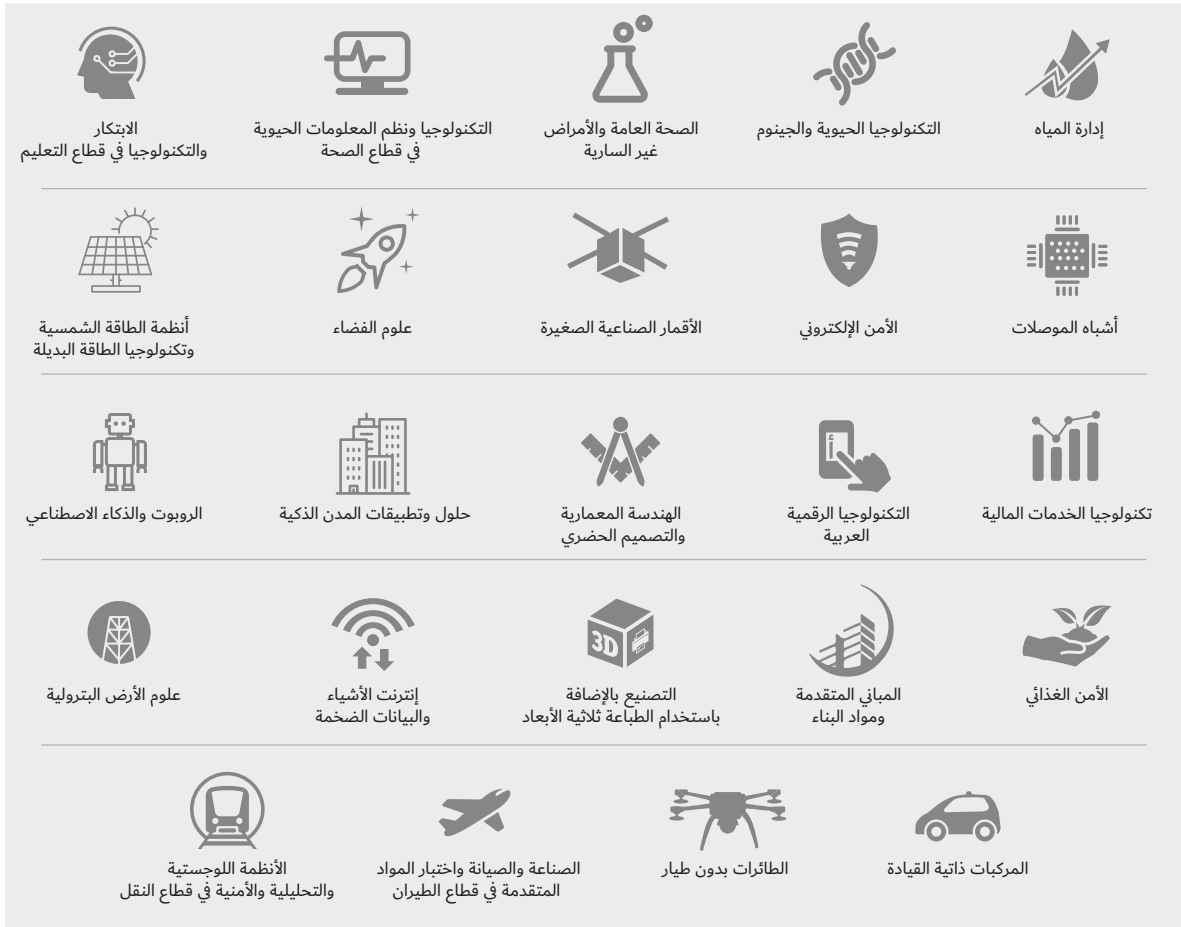 إدارة المياه
التكنولوجيا الحيوية والجينوم
الصحة العامة والأمراض
غير السارية
التكنولوجيا ونظم المعلومات الحيوية
في قطاع الصحة
الابتكار
والتكنولوجيا في قطاع التعليم
أشباه الموصلات
الأمن الإلكتروني
الأقمار الصناعية الصغيرة
علوم الفضاء
أنظمة الطاقة الشمسية
وتكنولوجيا الطاقة البديلة
تكنولوجيا الخدمات المالية
أ
التكنولوجيا الرقمية
العربية
الهندسة المعمارية
والتصميم الحضري
حلول وتطبيقات المدن الذكية
الروبوت والذكاء الاصطناعي
الأمن الغذائي
المباني المتقدمة
ومواد البناء
3D
التصنيع بالإضافة
باستخدام الطباعة ثلاثية الأبعاد
إنترنت الأشياء
والبيانات الضخمة
علوم الأرض البترولية
المركبات ذاتية القيادة
الطائرات بدون طيار
الصناعة والصيانة واختبار المواد
المتقدمة في قطاع الطيران
الأنظمة اللوجستية
والتحليلية والأمنية في قطاع النقل